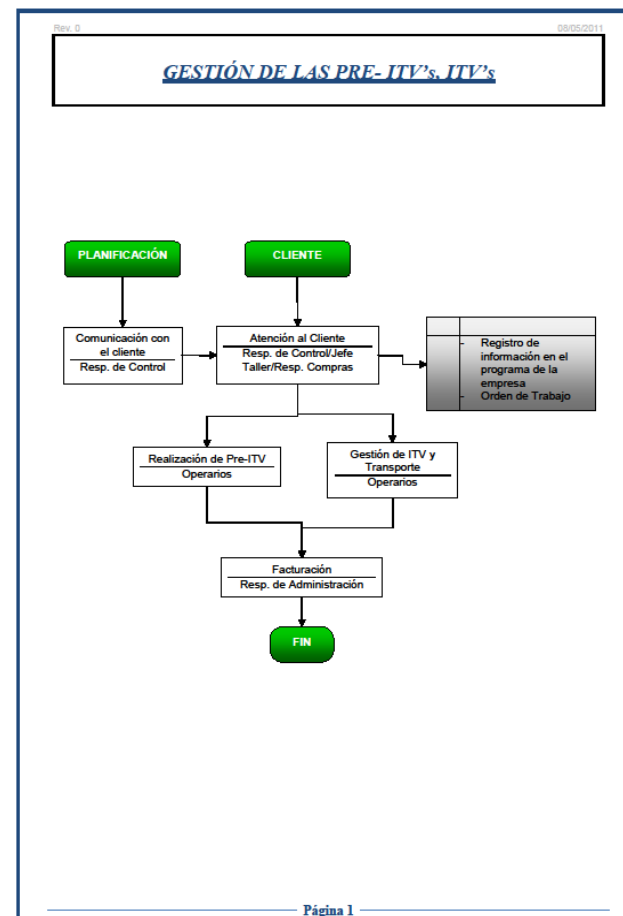 Rev. 0
08/05/2011
GESTIÓN DE LAS PRE- ITV's, ITV's
PLANIFICACIÓN
CLIENTE
Comunicación con
el cliente
Resp. de Control
Atención al Cliente
Resp. de Control/Jefe
Taller/Resp. Compras
- Registro de
información en el
programa de la
empresa
- Orden de Trabajo
Realización de Pre-ITV
Operarios
Gestión de ITV y
Transporte
Operarios
Facturación
Resp. de Administración
FIN
Página 1